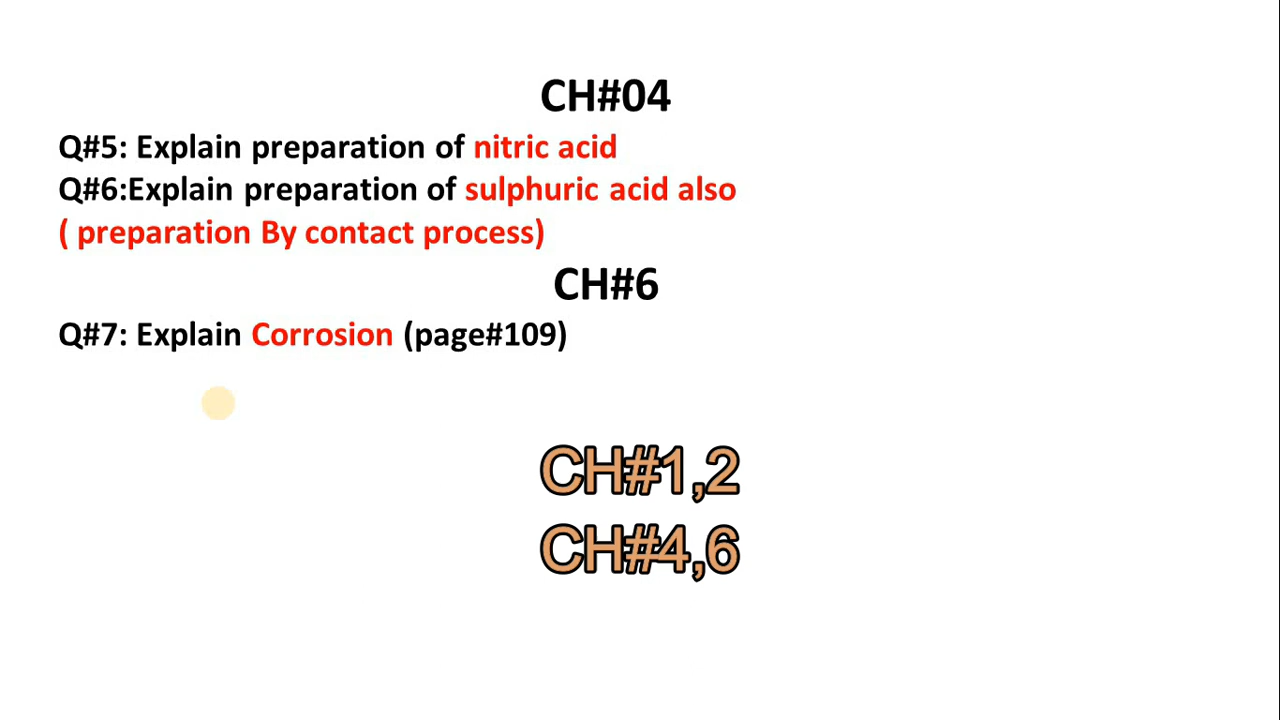 CH#04
Q#5: Explain preparation of nitric acid
Q#6:Explain preparation of sulphuric acid also
( preparation By contact process)
CH#6
Q#7: Explain Corrosion (page#109)
CH#1,2
CH#4,6